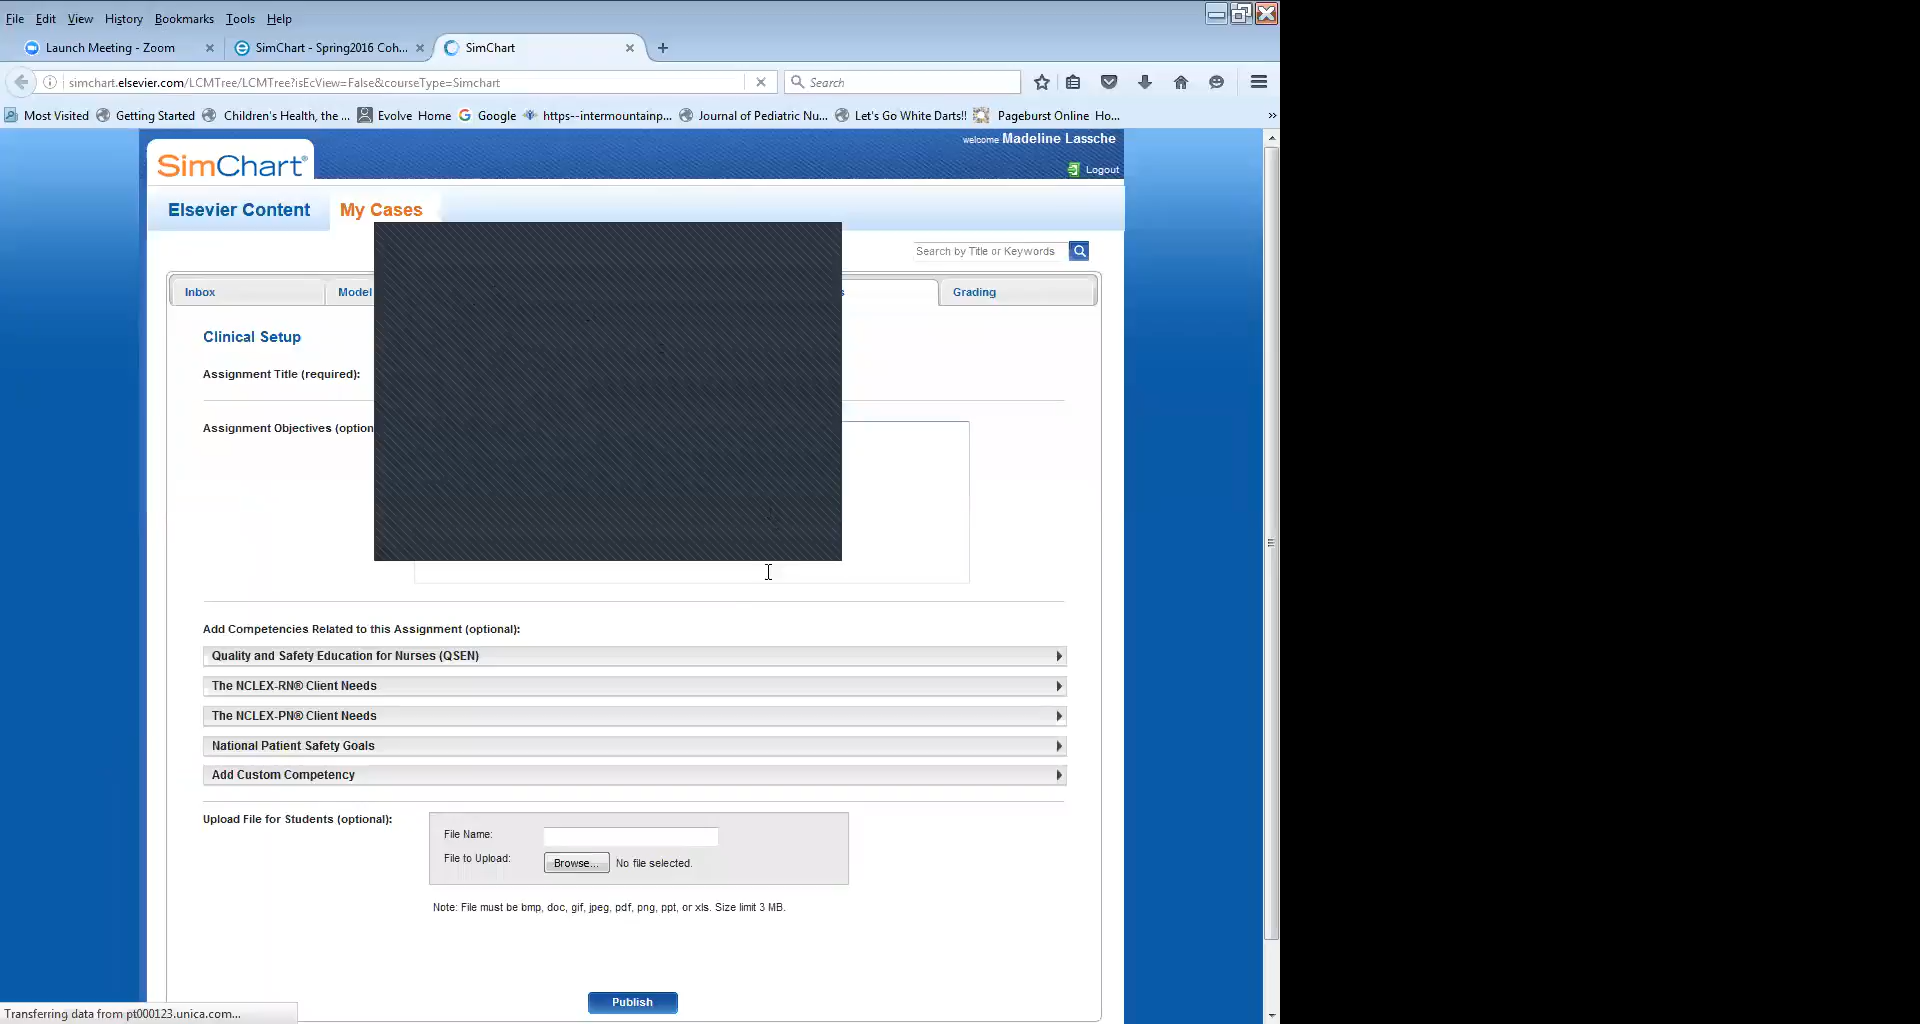 File Edit View History Bookmarks Tools Help
Launch Meeting - Zoom SimChart - Spring2016 Coh... SimChart
simchart.elsevier.com/LCMTree/LCMTree?isEcView=False&courseType=Simchart Search
Most Visited Getting Started Children's Health, the ... Evolve Home Google https--intermountainp... Journal of Pediatric Nu... Let's Go White Darts!! Pageburst Online Ho... »
welcome Madeline Lassche
SimChart®
Logout
Elsevier Content My Cases
Search by Title or Keywords
Inbox Model s Grading
Clinical Setup
Assignment Title (required):
Assignment Objectives (option
Add Competencies Related to this Assignment (optional):
Quality and Safety Education for Nurses (QSEN)
The NCLEX-RN® Client Needs
The NCLEX-PN® Client Needs
National Patient Safety Goals
Add Custom Competency
Upload File for Students (optional):
File Name:
File to Upload: Browse... No file selected.
Note: File must be bmp, doc, gif, jpeg, pdf, png, ppt, or xls. Size limit 3 MB.
Publish
Transferring data from pt000123.unica.com...